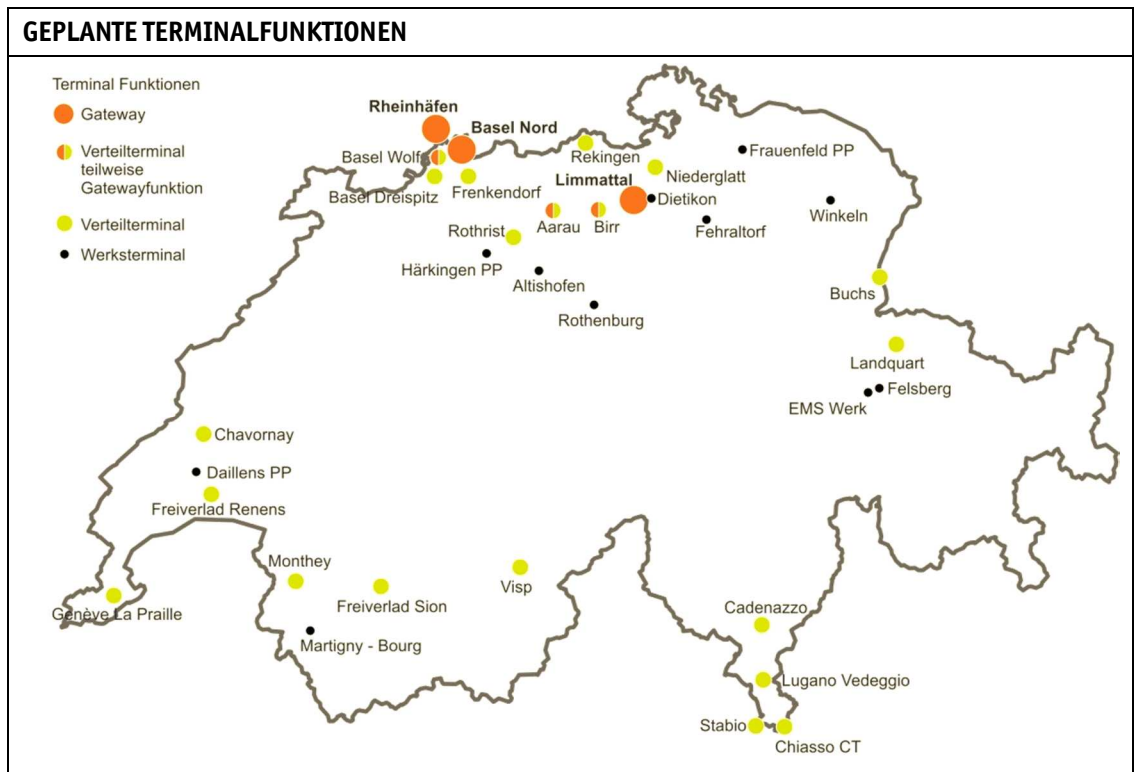 GEPLANTE TERMINALFUNKTIONEN
Terminal Funktionen
Gateway
Verteilterminal
teilweise
Gatewayfunktion
Verteilterminal
Werksterminal
Rheinhäfen
Basel Nord
Basel Wolf
Basel Dreispitz
Frenkendorf
Rekingen
Niederglatt
Limmattal
Dietikon
Frauenfeld PP
Winkeln
Fehraltorf
Aarau
Birr
Rothrist
Härkingen PP
Altishofen
Rothenburg
Buchs
Landquart
Felsberg
EMS Werk
Chavornay
Daillens PP
Freiverlad Renens
Genève La Praille
Monthey
Freiverlad Sion
Martigny - Bourg
Visp
Cadenazzo
Lugano Vedeggio
Stabio
Chiasso CT